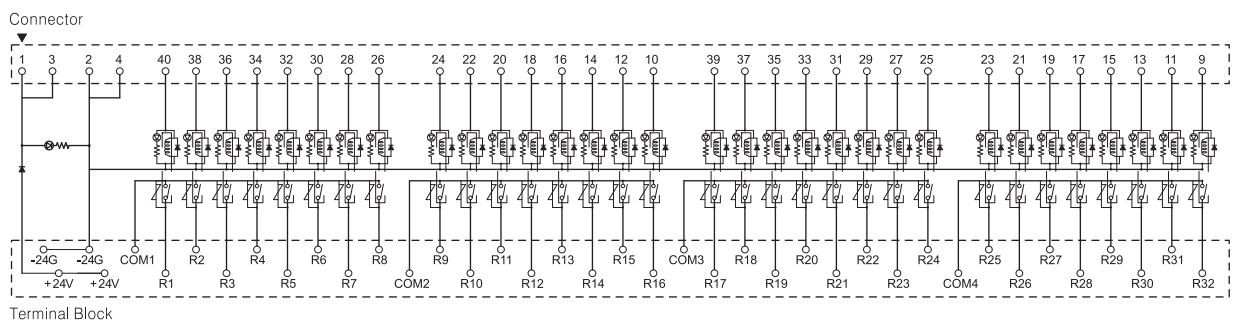 Connector
1 3 2 4 40 38 36 34 32 30 28 26 24 22 20 18 16 14 12 10 39 37 35 33 31 29 27 25 23 21 19 17 15 13 11 9
-24G -24G COM1 R2 R4 R6 R8 R9 R11 R13 R15 COM3 R18 R20 R22 R24 R25 R27 R29 R31
+24V +24V R1 R3 R5 R7 COM2 R10 R12 R14 R16 R17 R19 R21 R23 COM4 R26 R28 R30 R32
Terminal Block